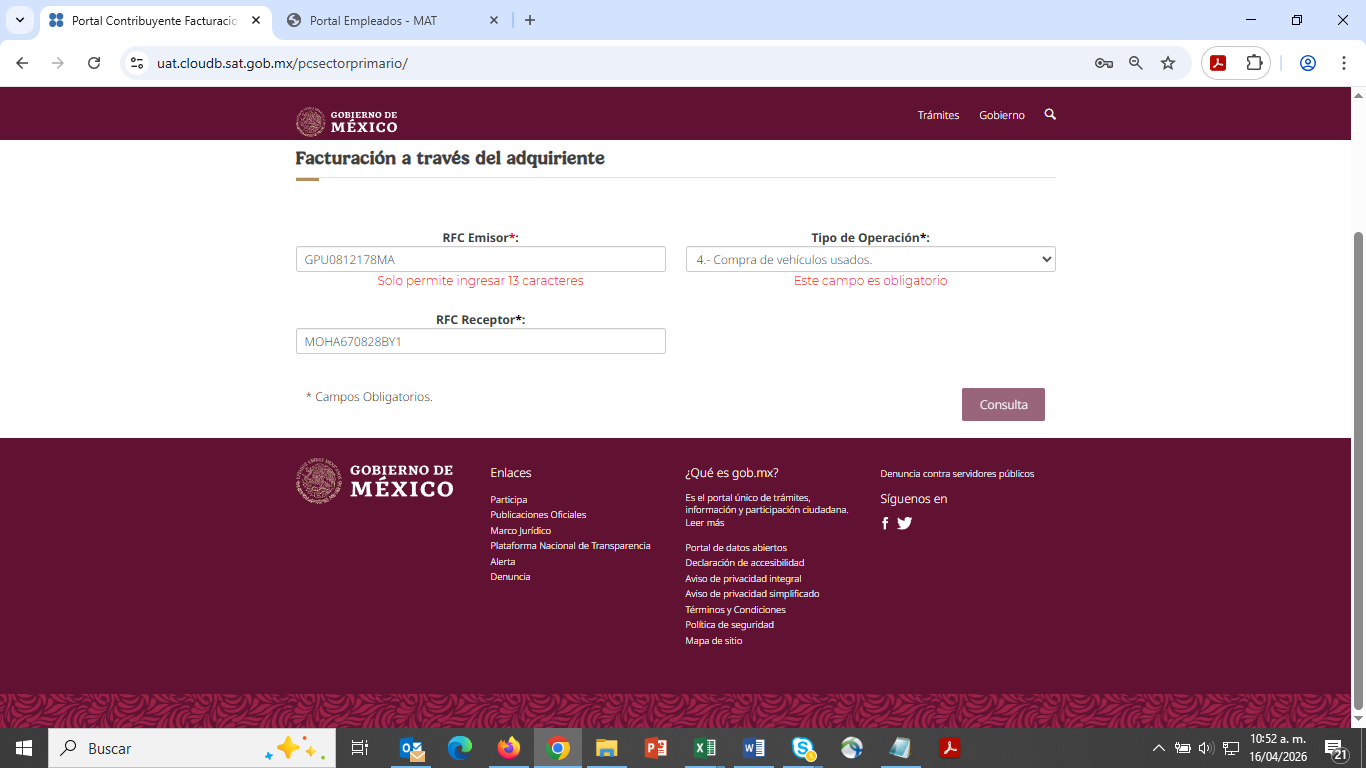 Portal Contribuyente Facturacio
Portal Empleados - MAT
uat.cloudb.sat.gob.mx/pcsectorprimario/
GOBIERNO DE
MÉXICO
Trámites
Gobierno
Facturación a través del adquiriente
RFC Emisor*:
Tipo de Operación*:
GPU0812178MA
4.- Compra de vehículos usados.
Solo permite ingresar 13 caracteres
Este campo es obligatorio
RFC Receptor*:
MOHA670828BY1
* Campos Obligatorios.
Consulta
GOBIERNO DE
MÉXICO
Enlaces
Participa
Publicaciones Oficiales
Marco Jurídico
Plataforma Nacional de Transparencia
Alerta
Denuncia
¿Qué es gob.mx?
Es el portal único de trámites,
información y participación ciudadana.
Leer más
Portal de datos abiertos
Declaración de accesibilidad
Aviso de privacidad integral
Aviso de privacidad simplificado
Términos y Condiciones
Política de seguridad
Mapa de sitio
Denuncia contra servidores públicos
Síguenos en
Buscar
10:52 a. m.
16/04/2026
21